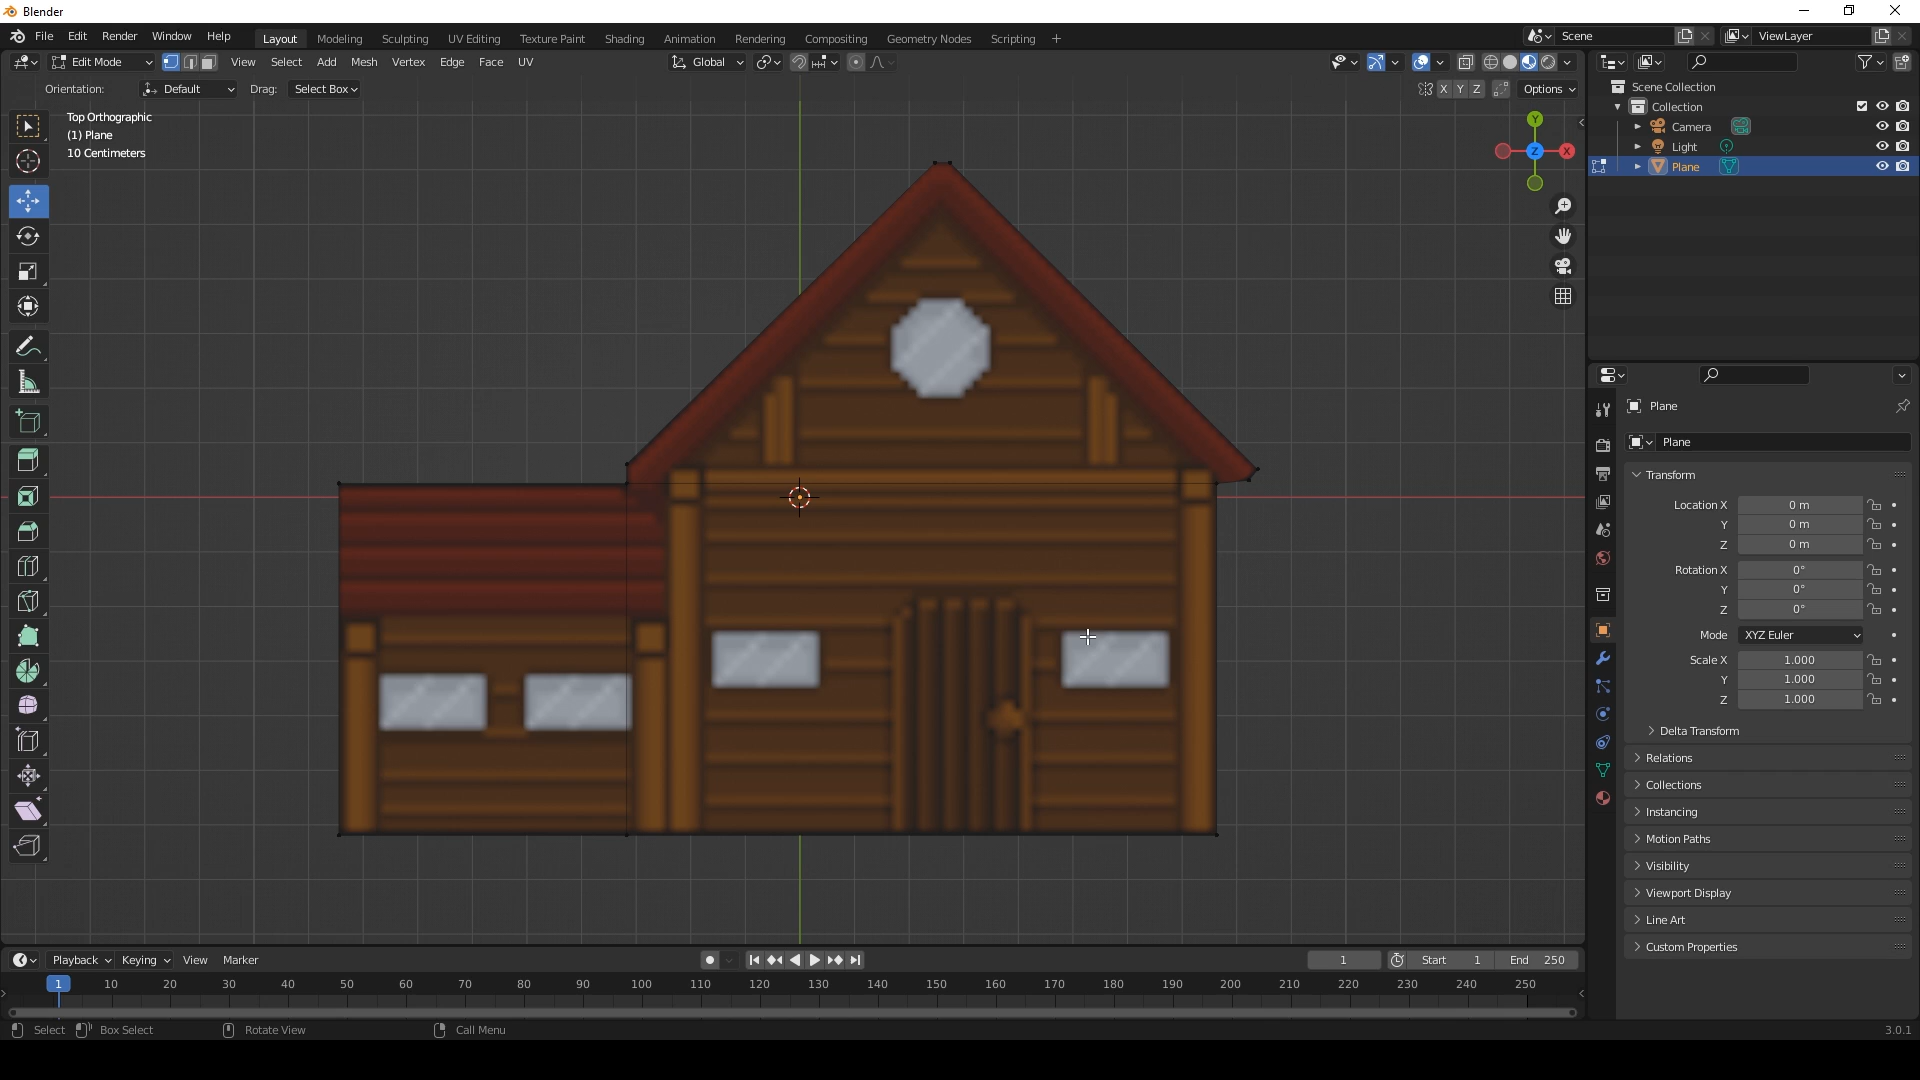 Blender
File Edit Render Window Help Layout Modeling Sculpting UV Editing Texture Paint Shading Animation Rendering Compositing Geometry Nodes Scripting + Scene ViewLayer
Edit Mode View Select Add Mesh Vertex Edge Face UV Global
Orientation: Default Drag: Select Box X Y Z Options
Top Orthographic
(1) Plane
10 Centimeters
Y
Z X
Scene Collection
Collection
Camera
Light
Plane
Plane
Plane
Transform
Location X 0 m
Y 0 m
Z 0 m
Rotation X 0°
Y 0°
Z 0°
Mode XYZ Euler
Scale X 1.000
Y 1.000
Z 1.000
Delta Transform
Relations
Collections
Instancing
Motion Paths
Visibility
Viewport Display
Line Art
Custom Properties
Playback Keying View Marker 1 Start 1 End 250
1 10 20 30 40 50 60 70 80 90 100 110 120 130 140 150 160 170 180 190 200 210 220 230 240 250
Select Box Select Rotate View Call Menu 3.0.1